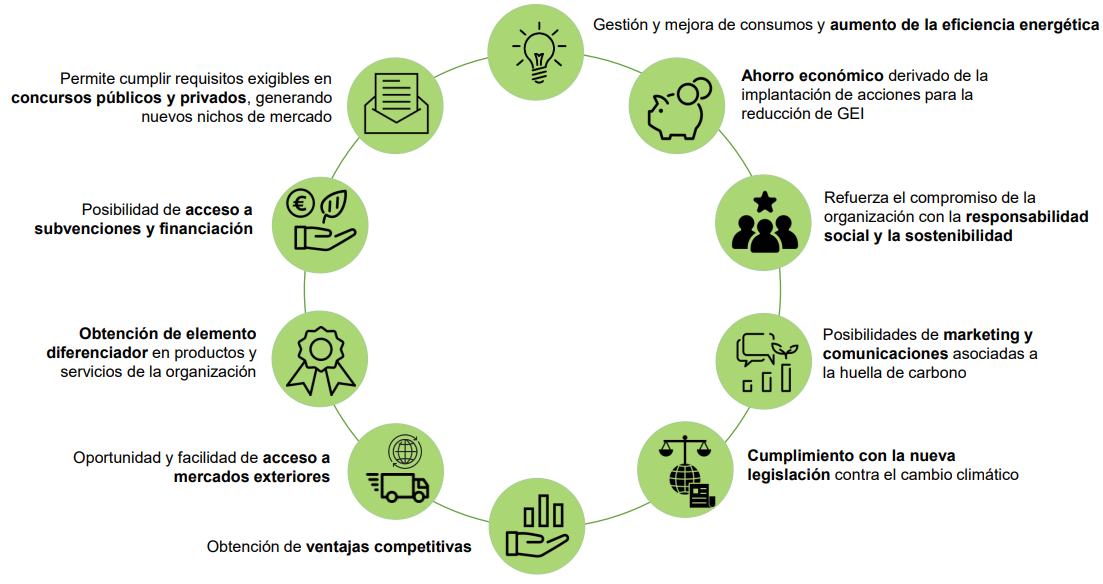 Gestión y mejora de consumos y aumento de la eficiencia energética
Ahorro económico derivado de la
implantación de acciones para la
reducción de GEI
Refuerza el compromiso de la
organización con la responsabilidad
social y la sostenibilidad
Posibilidades de marketing y
comunicaciones asociadas a
la huella de carbono
Cumplimiento con la nueva
legislación contra el cambio climático
Obtención de ventajas competitivas
Oportunidad y facilidad de acceso a
mercados exteriores
Obtención de elemento
diferenciador en productos y
servicios de la organización
Posibilidad de acceso a
subvenciones y financiación
€
Permite cumplir requisitos exigibles en
concursos públicos y privados, generando
nuevos nichos de mercado